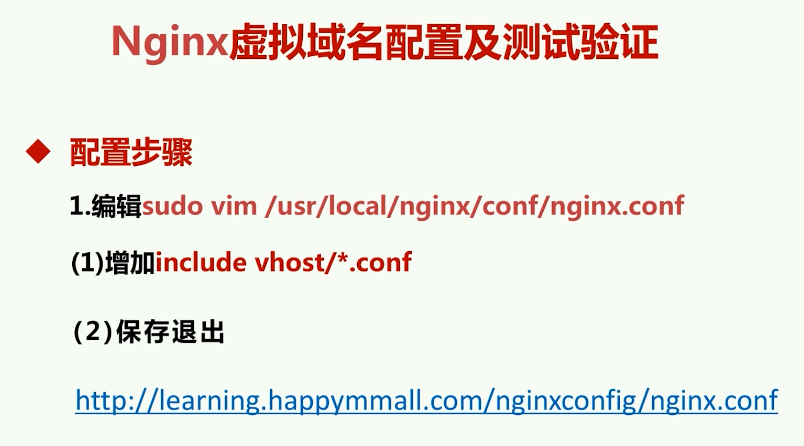 Nginx虚拟域名配置及测试验证
配置步骤
1.编辑sudo vim /usr/local/nginx/conf/nginx.conf
(1)增加include vhost/*.conf
(2)保存退出
http://learning.happymmall.com/nginxconfig/nginx.conf